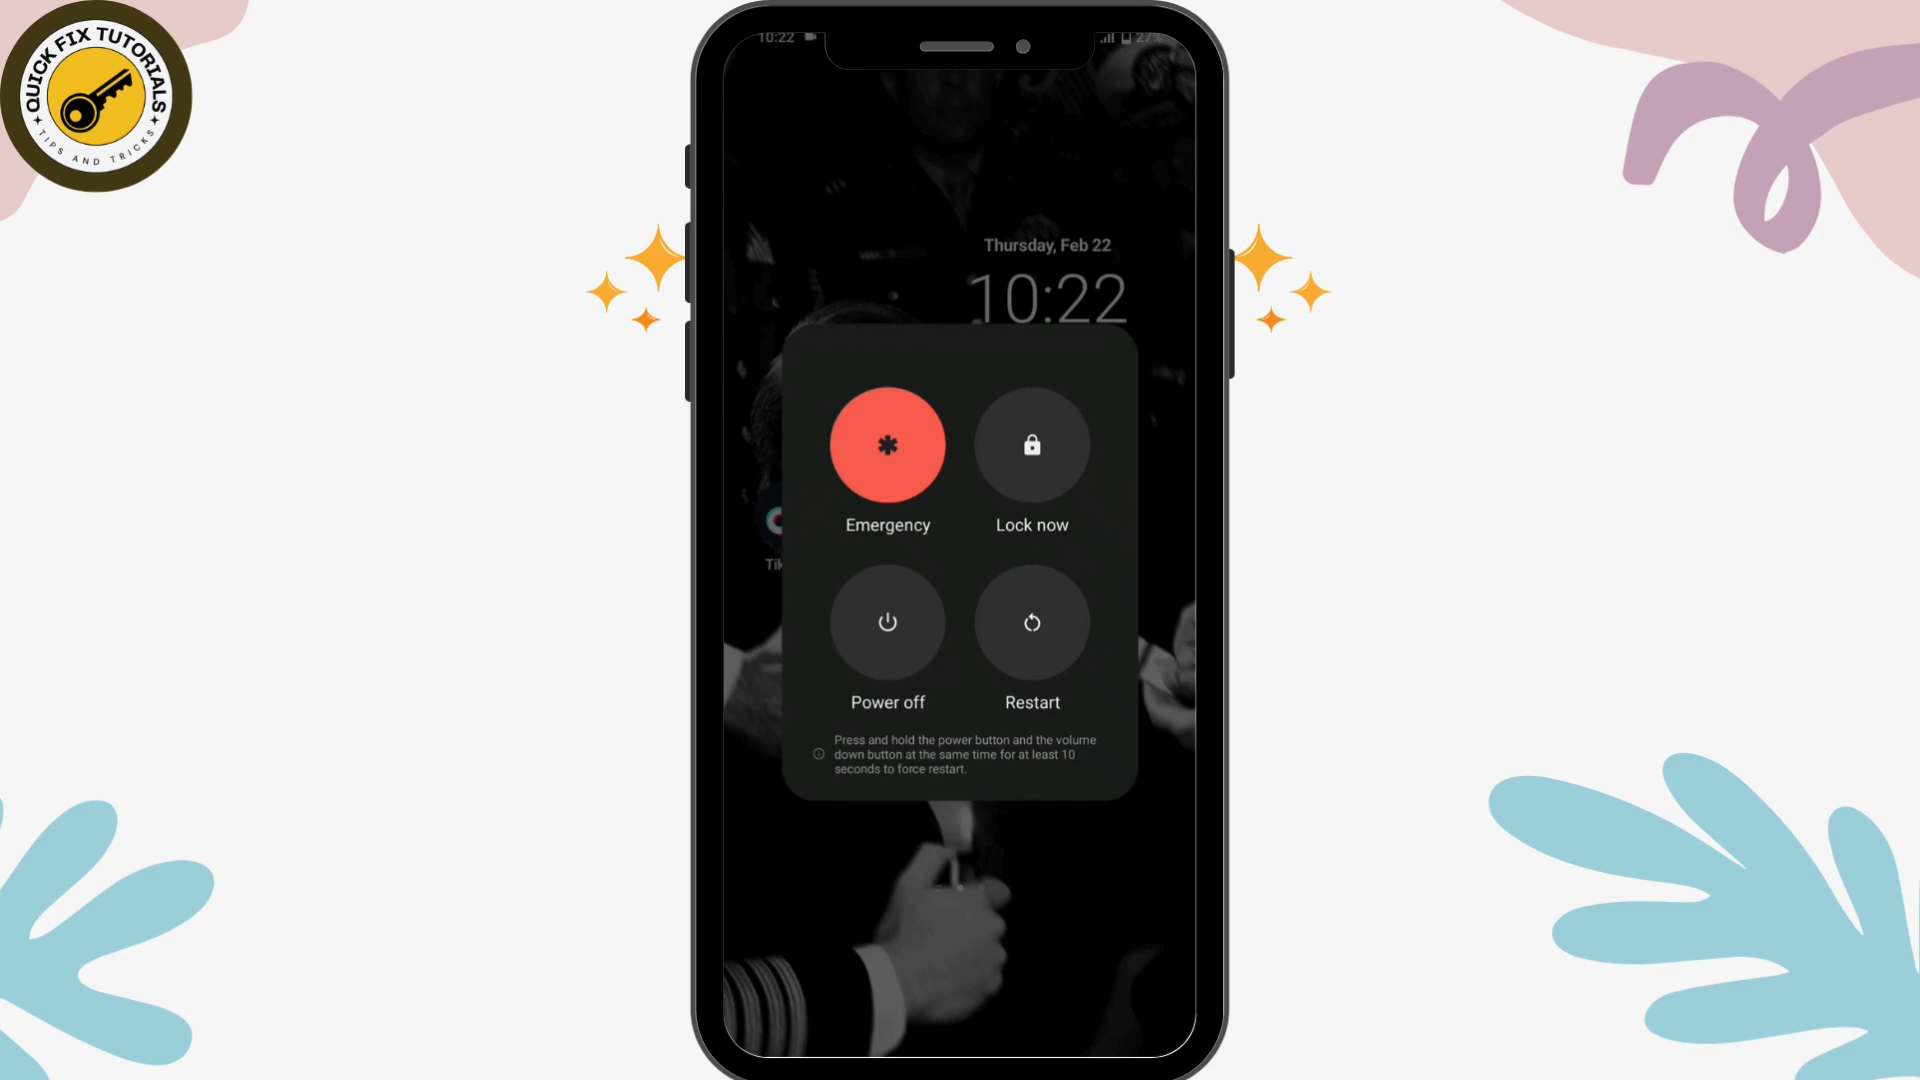 QUICK FIX TUTORIALS
TIPS AND TRICKS
10:22
27%
Thursday, Feb 22
10:22
Emergency
Lock now
Tik
Power off
Restart
Press and hold the power button and the volume
down button at the same time for at least 10
seconds to force restart.